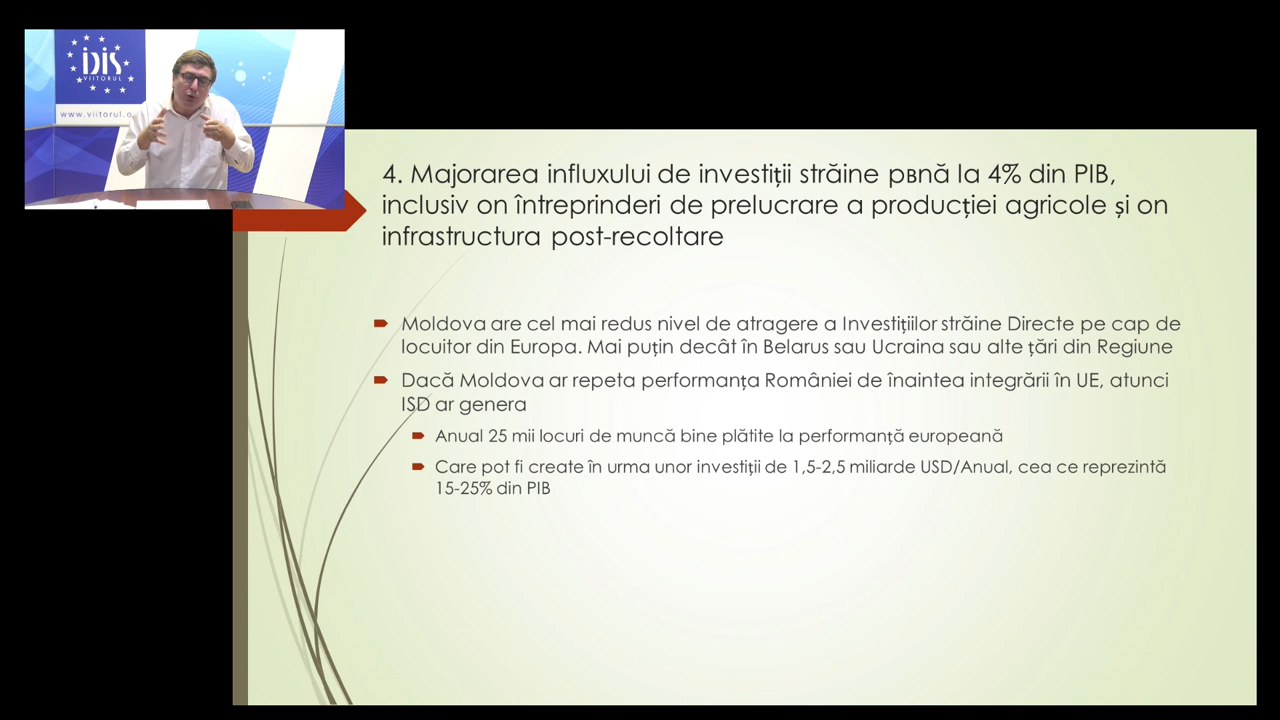 IDIS
VIITORUL
www.viitorul.o
4. Majorarea influxului de investiții străine pвnă la 4% din PIB,
inclusiv on întreprinderi de prelucrare a producției agricole și on
infrastructura post-recoltare
Moldova are cel mai redus nivel de atragere a Investițiilor străine Directe pe cap de
locuitor din Europa. Mai puțin decât în Belarus sau Ucraina sau alte țări din Regiune
Dacă Moldova ar repeta performanța României de înaintea integrării în UE, atunci
ISD ar genera
Anual 25 mii locuri de muncă bine plătite la performanță europeană
Care pot fi create în urma unor investiții de 1,5-2,5 miliarde USD/Anual, cea ce reprezintă
15-25% din PIB